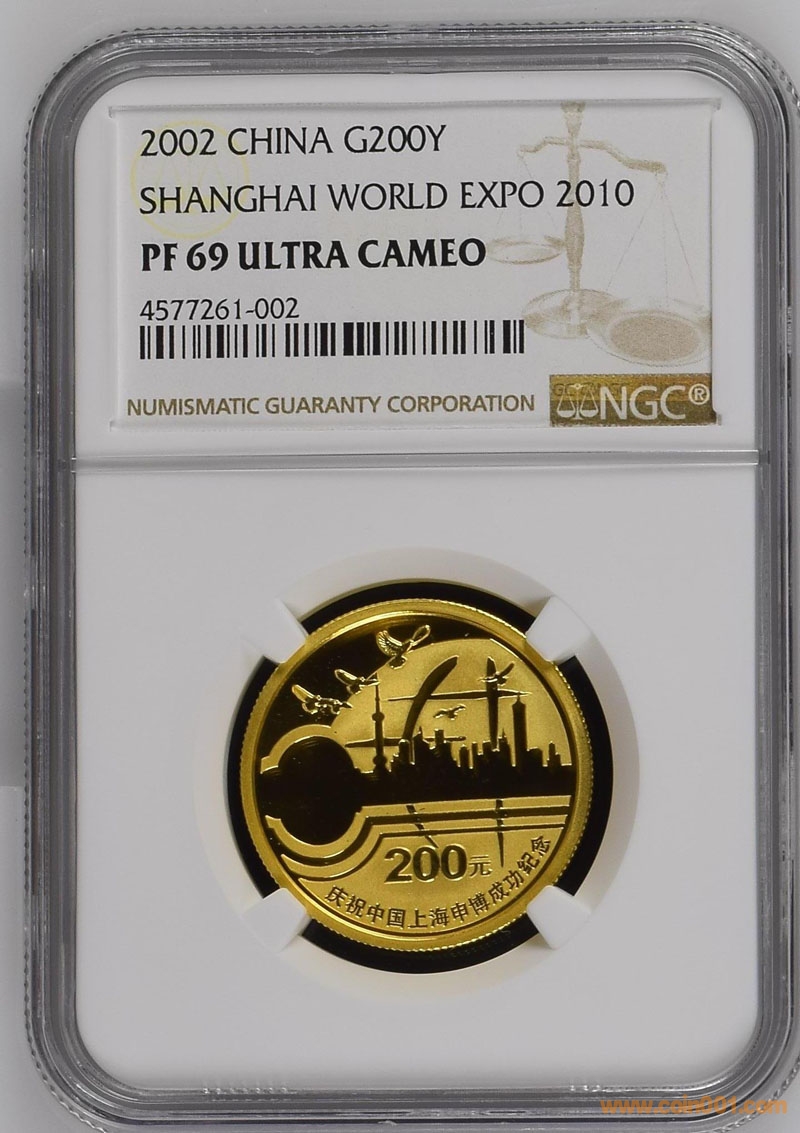 2002 CHINA G200Y
SHANGHAI WORLD EXPO 2010
PF 69 ULTRA CAMEO
4577261-002
NUMISMATIC GUARANTY CORPORATION
NGC®
200元
庆祝中国上海申博成功纪念
www.coin001.com